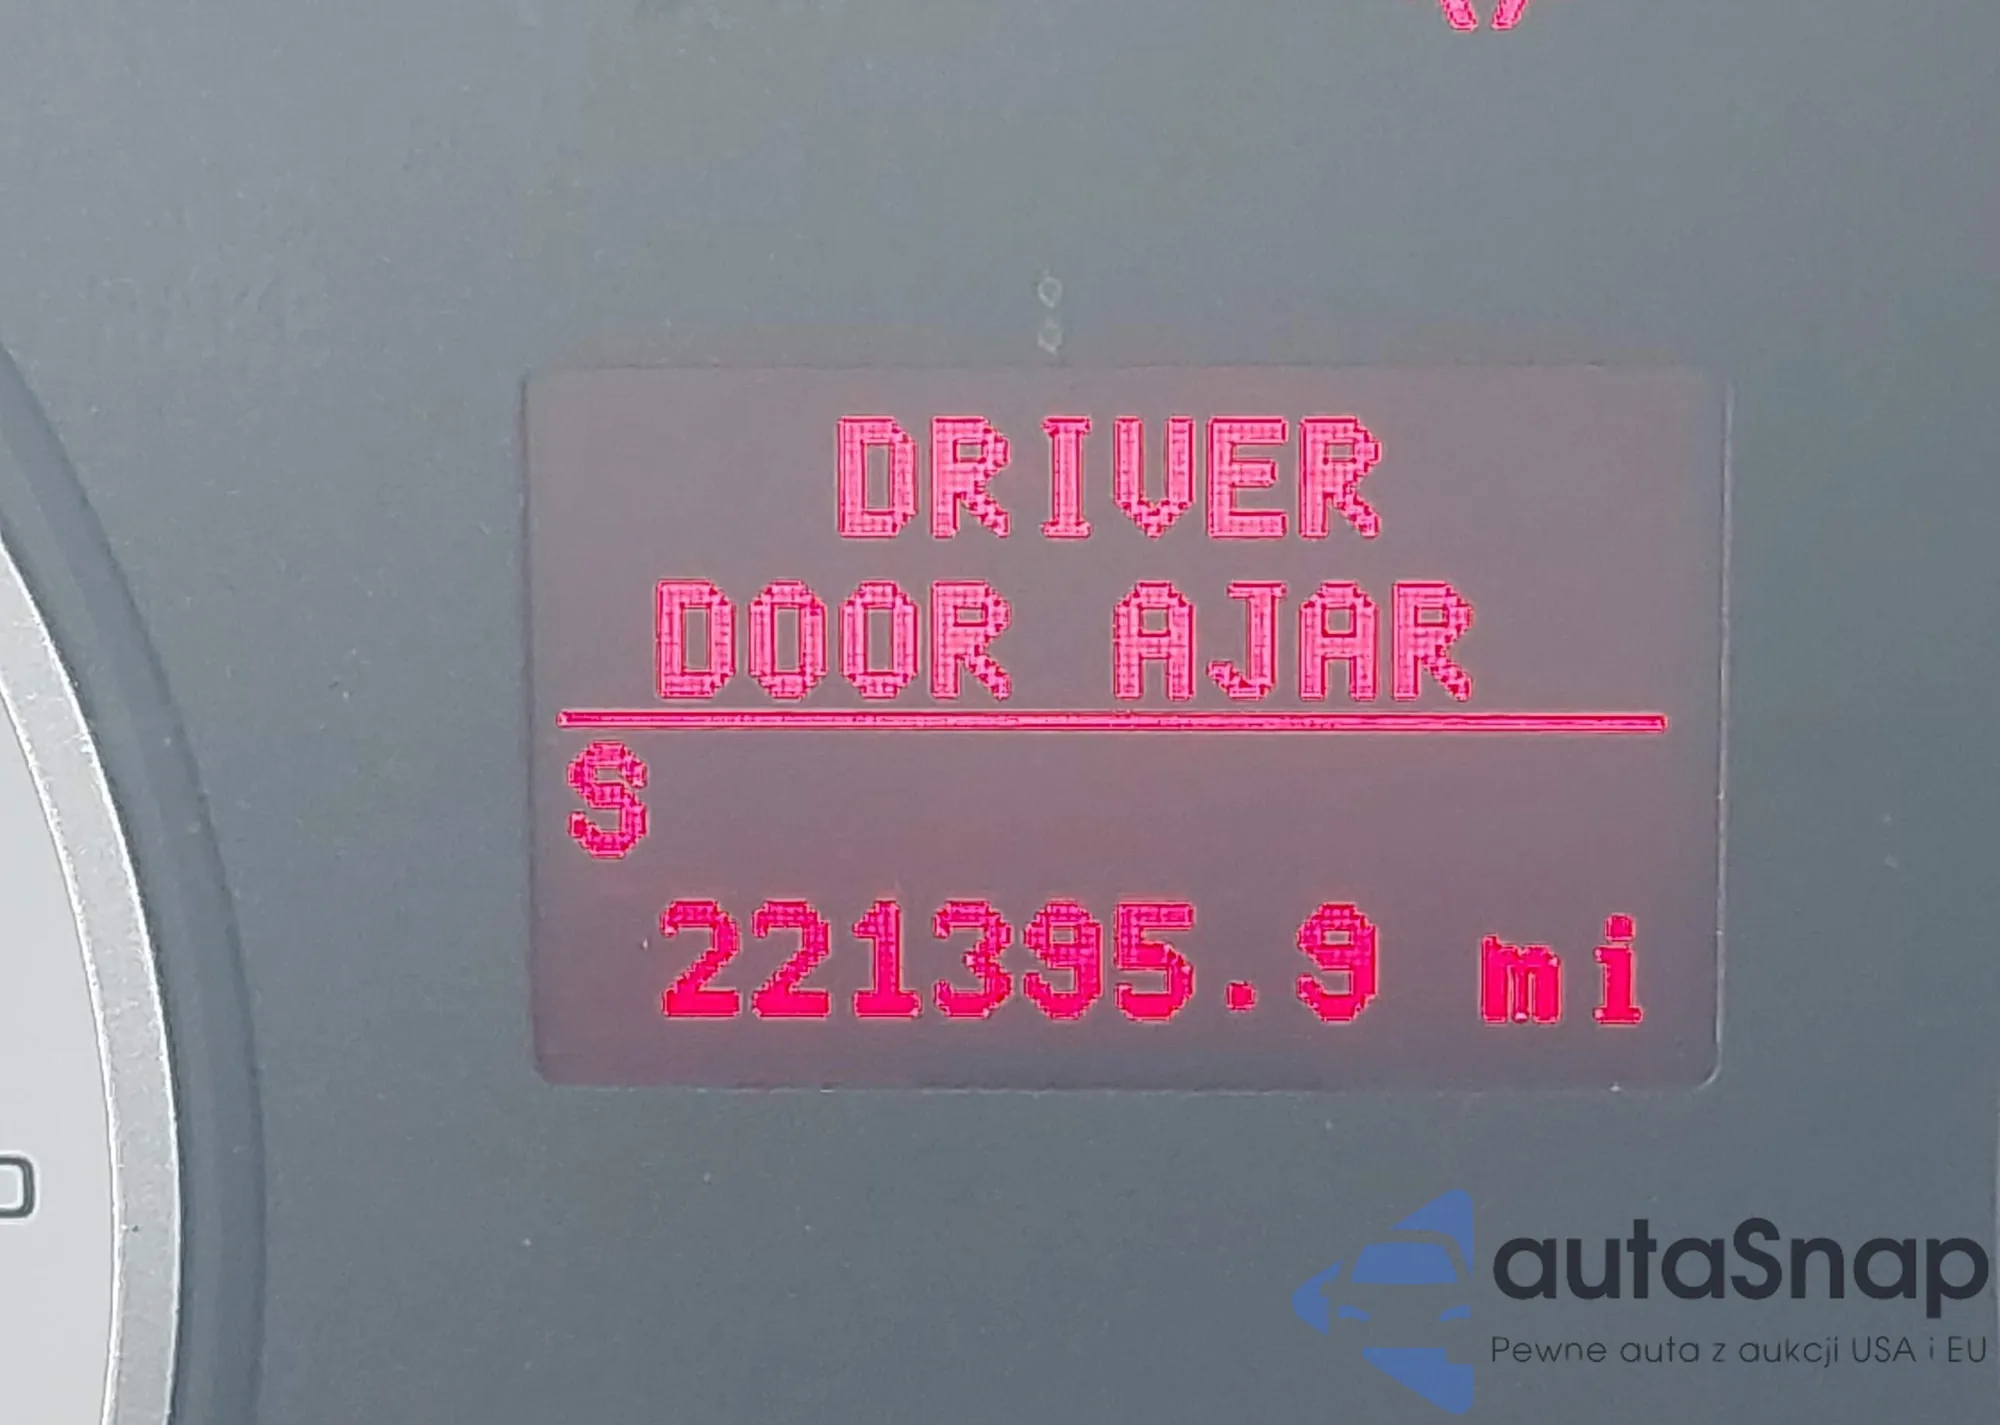 DRIVER
DOOR AJAR
S
221395.9 mi
autaSnap
Pewne auta z aukcji USA i EU